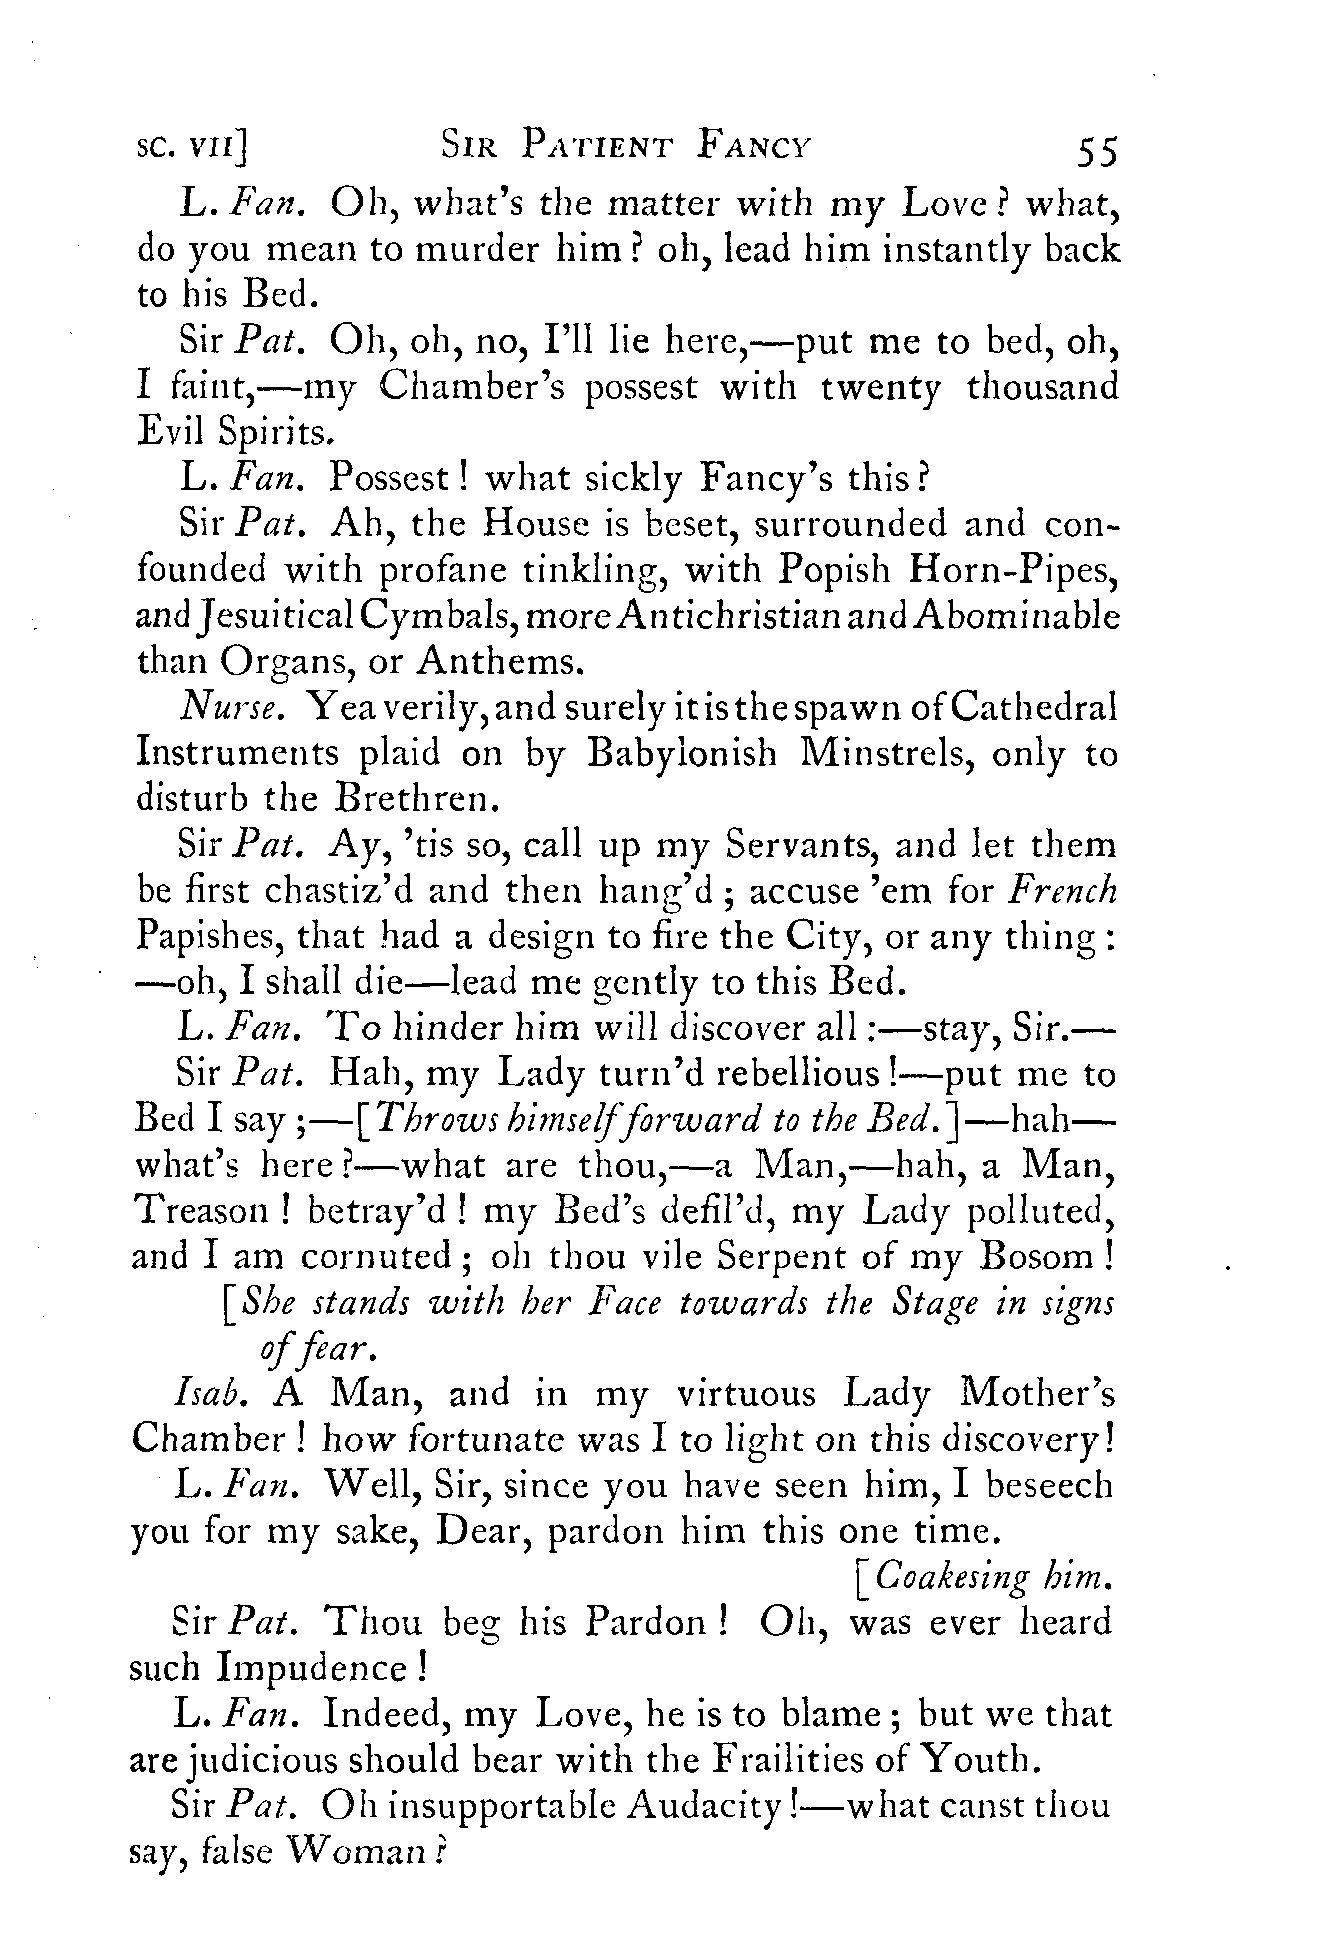 SC. VII] SIR PATIENT FANCY 55
L. Fan. Oh, what's the matter with my Love? what,
do you mean to murder him? oh, lead him instantly back
to his Bed.
Sir Pat. Oh, oh, no, I'll lie here,—put me to bed, oh,
I faint,—my Chamber's possest with twenty thousand
Evil Spirits.
L. Fan. Possest! what sickly Fancy's this?
Sir Pat. Ah, the House is beset, surrounded and con-
founded with profane tinkling, with Popish Horn-Pipes,
and Jesuitical Cymbals, more Antichristian and Abominable
than Organs, or Anthems.
Nurse. Yea verily, and surely it is the spawn of Cathedral
Instruments plaid on by Babylonish Minstrels, only to
disturb the Brethren.
Sir Pat. Ay, 'tis so, call up my Servants, and let them
be first chastiz'd and then hang'd; accuse 'em for French
Papishes, that had a design to fire the City, or any thing:
—oh, I shall die—lead me gently to this Bed.
L. Fan. To hinder him will discover all:—stay, Sir.—
Sir Pat. Hah, my Lady turn'd rebellious!—put me to
Bed I say;—[Throws himself forward to the Bed.]—hah—
what's here?—what are thou,—a Man,—hah, a Man,
Treason! betray'd! my Bed's defil'd, my Lady polluted,
and I am cornuted; oh thou vile Serpent of my Bosom!
[She stands with her Face towards the Stage in signs
of fear.
Isab. A Man, and in my virtuous Lady Mother's
Chamber! how fortunate was I to light on this discovery!
L. Fan. Well, Sir, since you have seen him, I beseech
you for my sake, Dear, pardon him this one time.
[Coakesing him.
Sir Pat. Thou beg his Pardon! Oh, was ever heard
such Impudence!
L. Fan. Indeed, my Love, he is to blame; but we that
are judicious should bear with the Frailities of Youth.
Sir Pat. Oh insupportable Audacity!—what canst thou
say, false Woman?